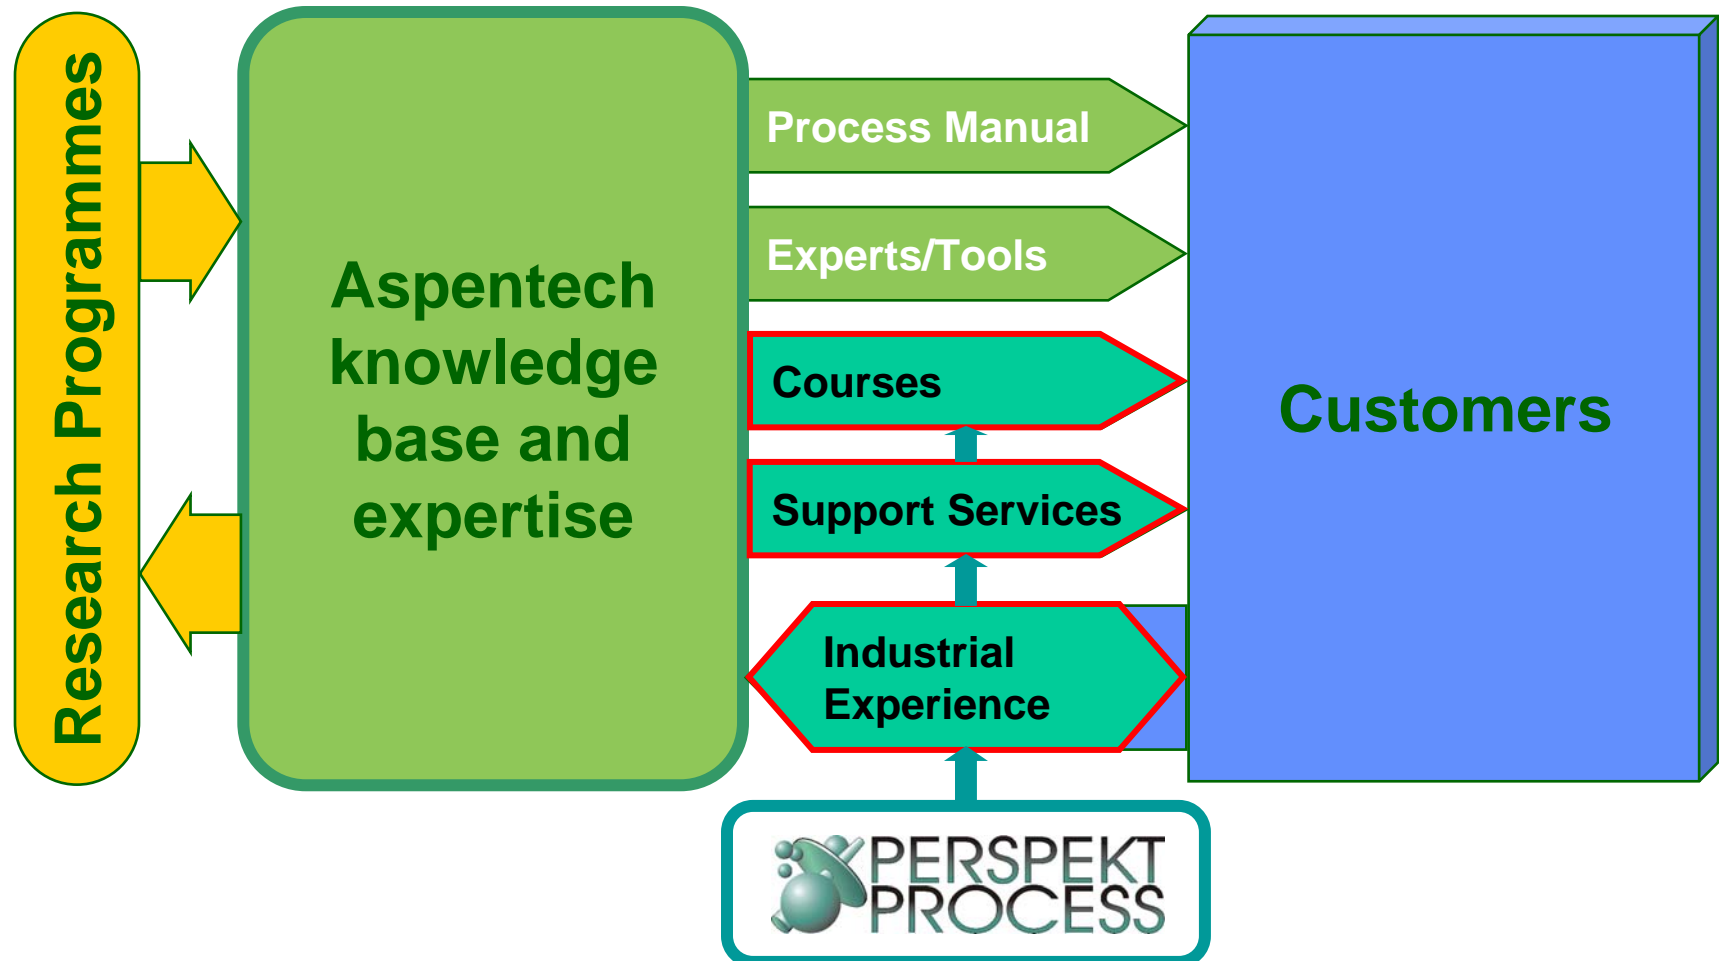 Research Programmes
Aspentech
knowledge
base and
expertise
Process Manual
Experts/Tools
Courses
Support Services
Industrial
Experience
Customers
PERSPEKT
PROCESS